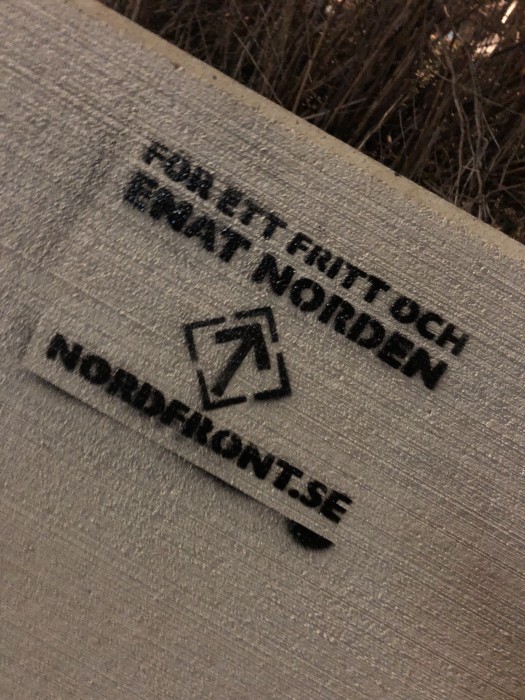 FÖR ETT FRITT OCH
ENAT NORDEN
NORDFRONT.SE